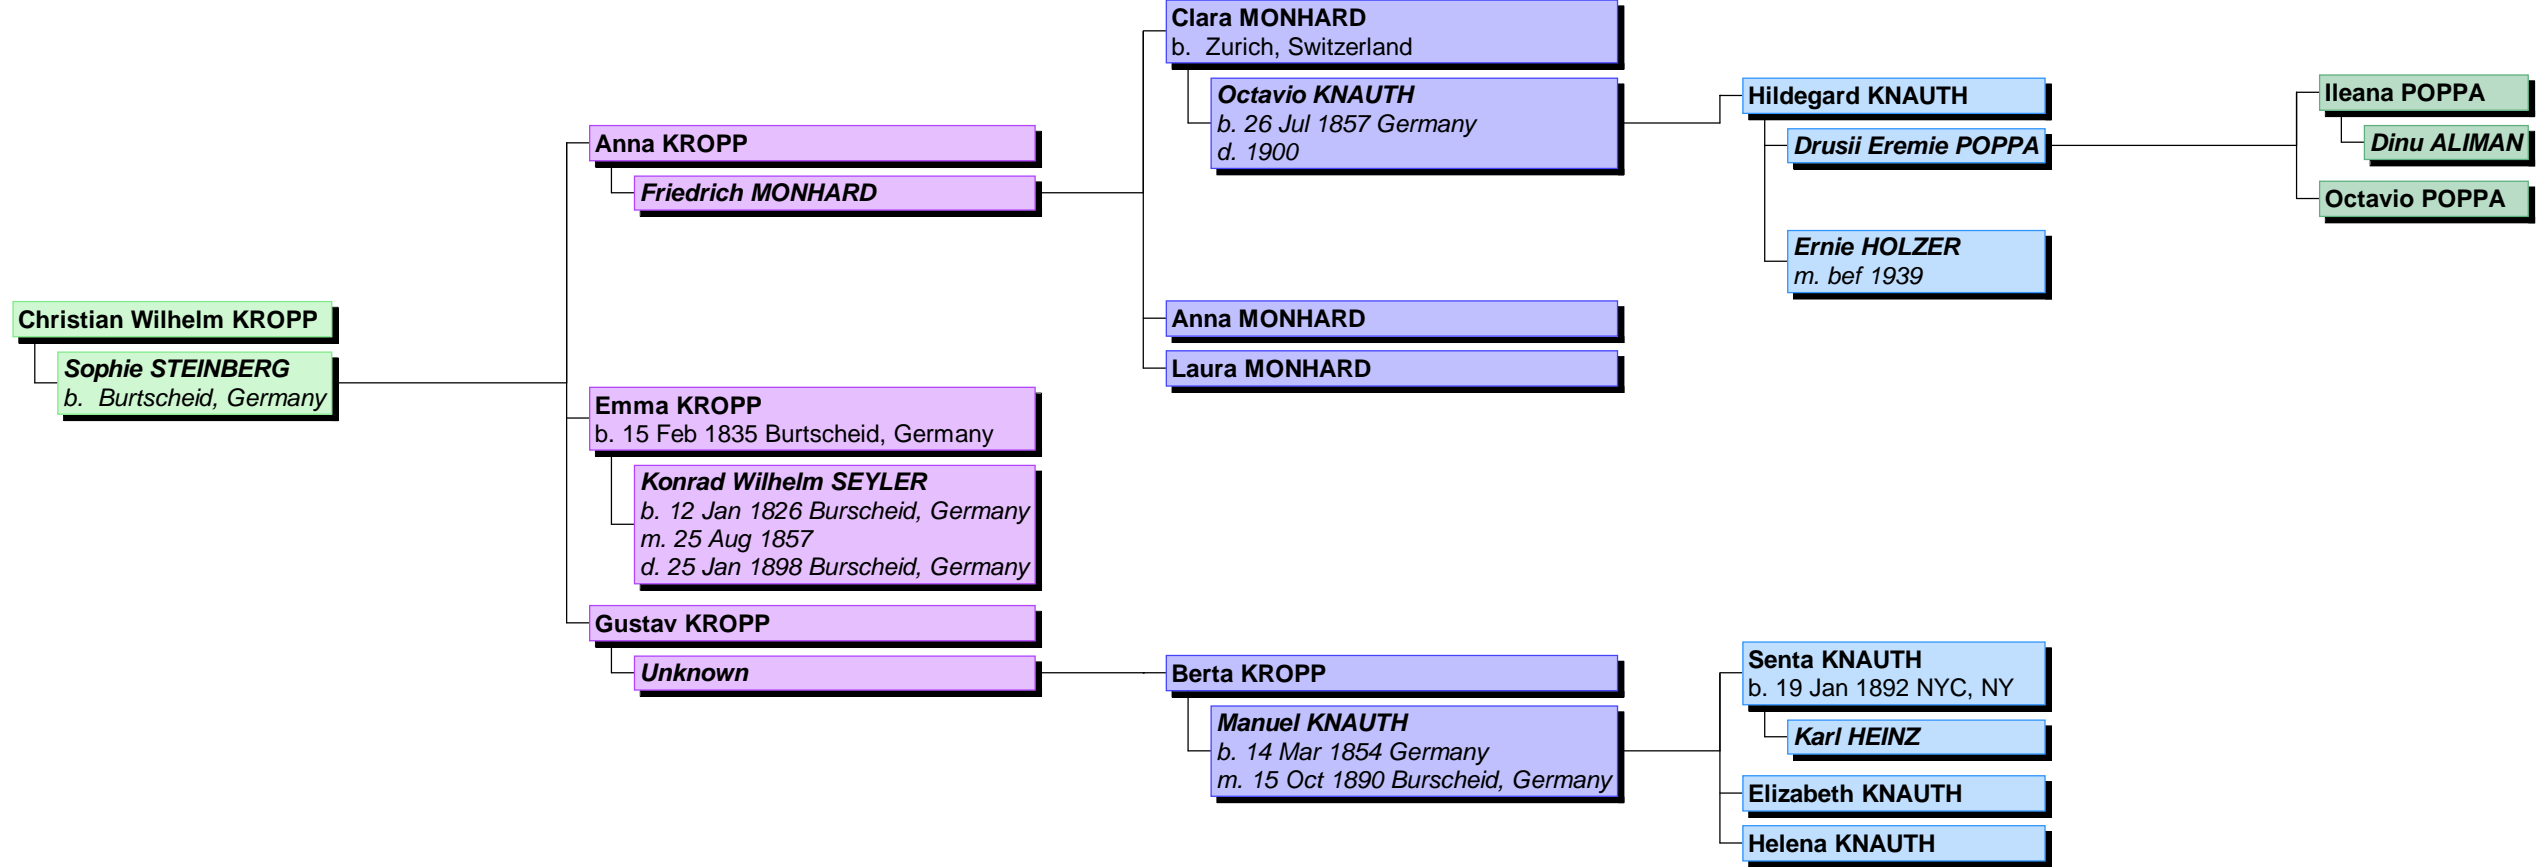 Christian Wilhelm KROPP
Sophie STEINBERG
b. Burtscheid, Germany
Anna KROPP
Friedrich MONHARD
Clara MONHARD
b. Zurich, Switzerland
Octavio KNAUTH
b. 26 Jul 1857 Germany
d. 1900
Hildegard KNAUTH
Drusii Eremie POPPA
Ileana POPPA
Dinu ALIMAN
Octavio POPPA
Ernie HOLZER
m. bef 1939
Anna MONHARD
Laura MONHARD
Emma KROPP
b. 15 Feb 1835 Burtscheid, Germany
Konrad Wilhelm SEYLER
b. 12 Jan 1826 Burscheid, Germany
m. 25 Aug 1857
d. 25 Jan 1898 Burscheid, Germany
Gustav KROPP
Unknown
Berta KROPP
Manuel KNAUTH
b. 14 Mar 1854 Germany
m. 15 Oct 1890 Burscheid, Germany
Senta KNAUTH
b. 19 Jan 1892 NYC, NY
Karl HEINZ
Elizabeth KNAUTH
Helena KNAUTH